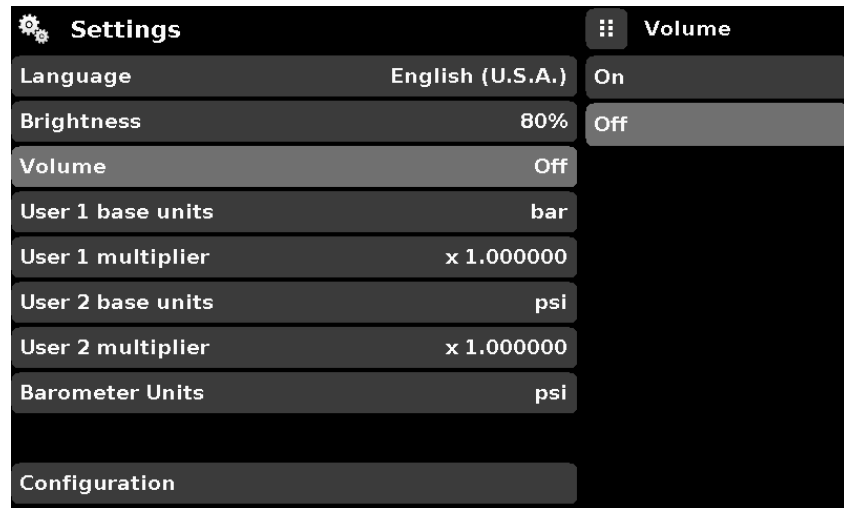 Settings
Language English (U.S.A.)
Brightness 80%
Volume Off
User 1 base units bar
User 1 multiplier x 1.000000
User 2 base units psi
User 2 multiplier x 1.000000
Barometer Units psi
Configuration
Volume
On
Off